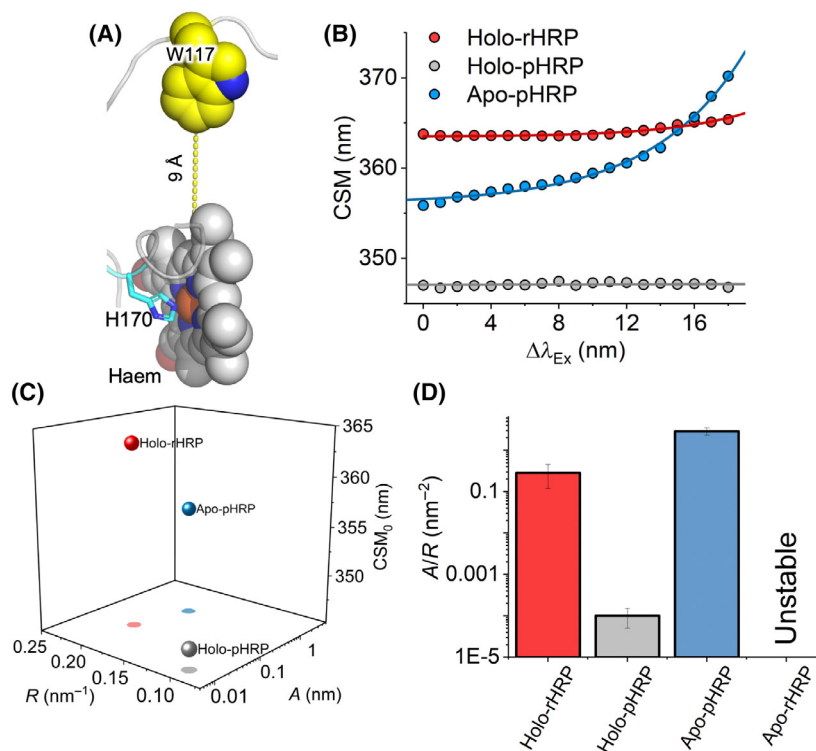 (A)
W117
9 Å
H170
Haem
(B)
Holo-rHRP
Holo-pHRP
Apo-pHRP
370
360
350
CSM (nm)
0 4 8 12 16
Δλ_Ex (nm)
(C)
Holo-rHRP
Apo-pHRP
Holo-pHRP
365
360
355
350
CSM₀ (nm)
0.25
0.20
0.15
0.10
R (nm⁻¹)
0.01
0.1
1
A (nm)
(D)
A/R (nm⁻²)
0.1
0.001
1E-5
Unstable
Holo-rHRP
Holo-pHRP
Apo-pHRP
Apo-rHRP